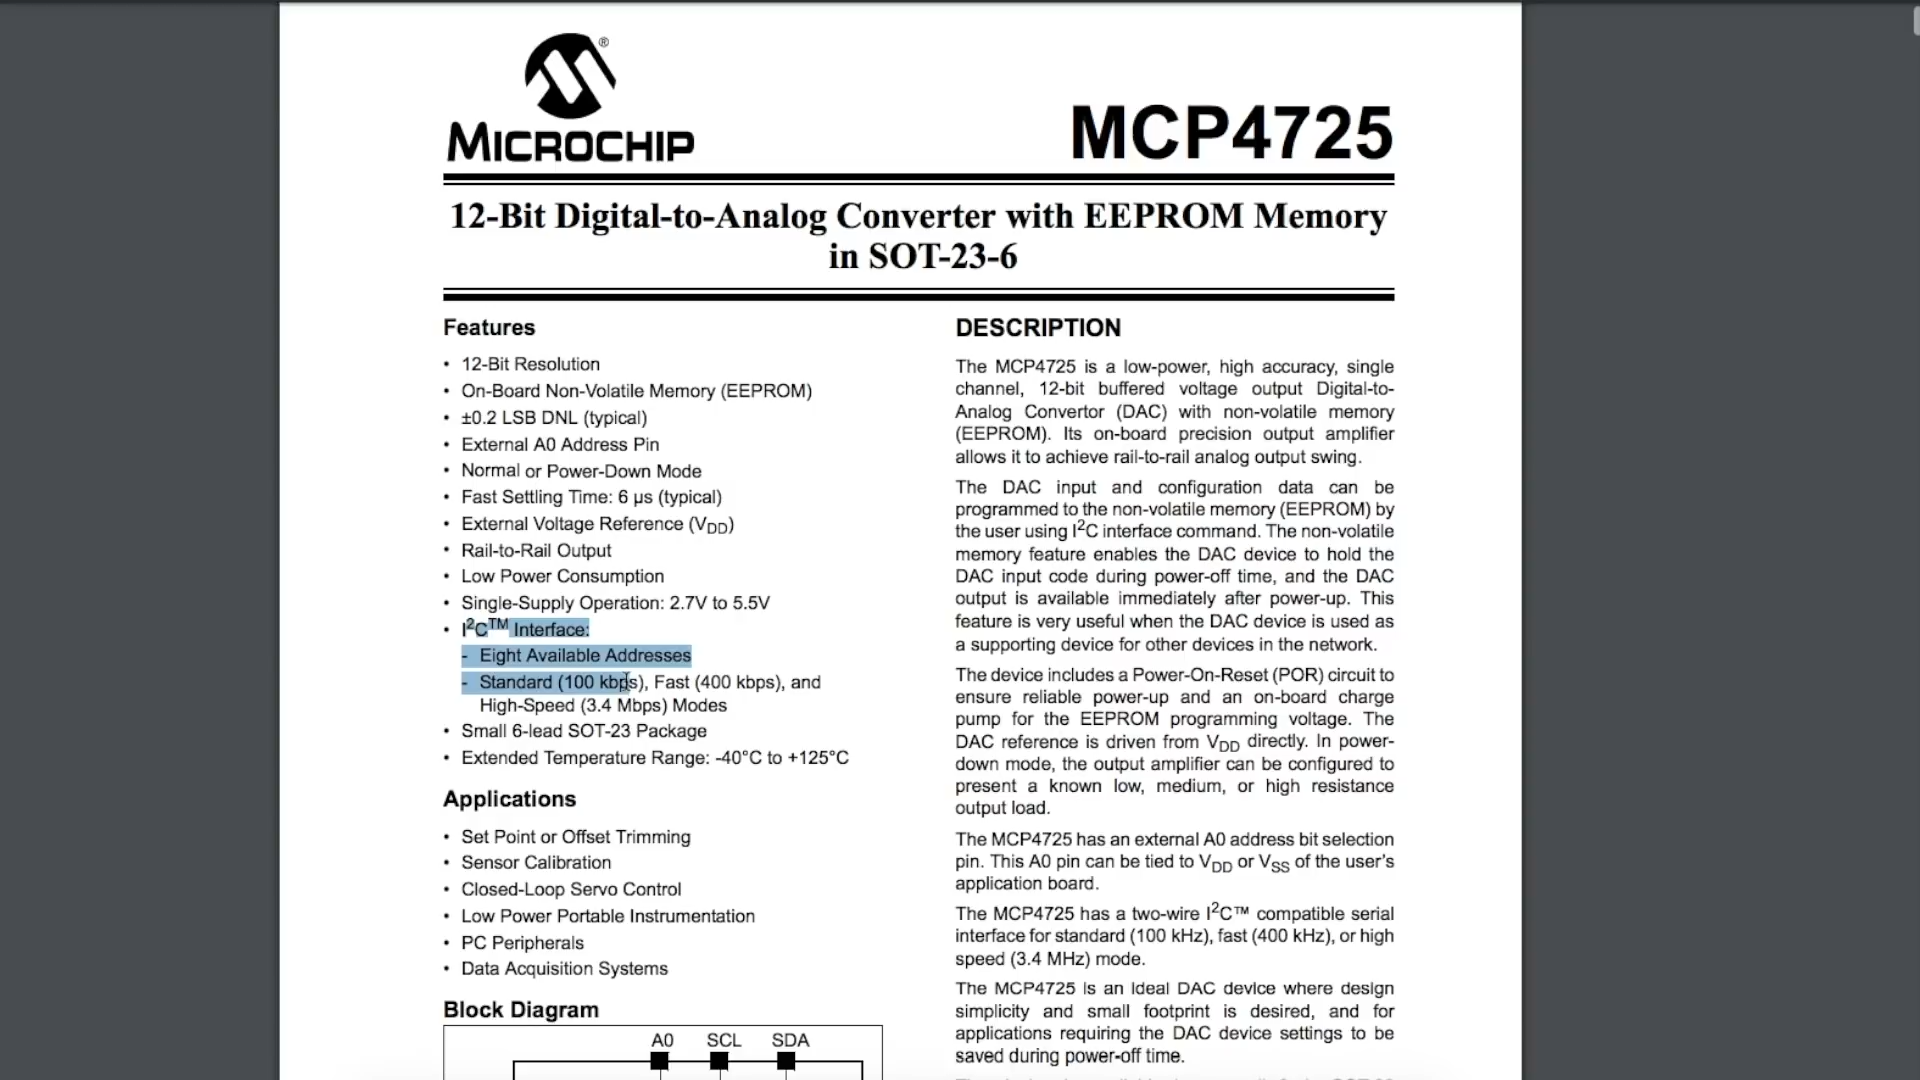 ®
MICROCHIP
MCP4725
12-Bit Digital-to-Analog Converter with EEPROM Memory
in SOT-23-6
Features
• 12-Bit Resolution
• On-Board Non-Volatile Memory (EEPROM)
• ±0.2 LSB DNL (typical)
• External A0 Address Pin
• Normal or Power-Down Mode
• Fast Settling Time: 6 µs (typical)
• External Voltage Reference (VDD)
• Rail-to-Rail Output
• Low Power Consumption
• Single-Supply Operation: 2.7V to 5.5V
• I²C™ Interface:
- Eight Available Addresses
- Standard (100 kbps), Fast (400 kbps), and
High-Speed (3.4 Mbps) Modes
• Small 6-lead SOT-23 Package
• Extended Temperature Range: -40°C to +125°C
Applications
• Set Point or Offset Trimming
• Sensor Calibration
• Closed-Loop Servo Control
• Low Power Portable Instrumentation
• PC Peripherals
• Data Acquisition Systems
Block Diagram
A0 SCL SDA
DESCRIPTION
The MCP4725 is a low-power, high accuracy, single
channel, 12-bit buffered voltage output Digital-to-
Analog Convertor (DAC) with non-volatile memory
(EEPROM). Its on-board precision output amplifier
allows it to achieve rail-to-rail analog output swing.
The DAC input and configuration data can be
programmed to the non-volatile memory (EEPROM) by
the user using I²C interface command. The non-volatile
memory feature enables the DAC device to hold the
DAC input code during power-off time, and the DAC
output is available immediately after power-up. This
feature is very useful when the DAC device is used as
a supporting device for other devices in the network.
The device includes a Power-On-Reset (POR) circuit to
ensure reliable power-up and an on-board charge
pump for the EEPROM programming voltage. The
DAC reference is driven from VDD directly. In power-
down mode, the output amplifier can be configured to
present a known low, medium, or high resistance
output load.
The MCP4725 has an external A0 address bit selection
pin. This A0 pin can be tied to VDD or VSS of the user's
application board.
The MCP4725 has a two-wire I²C™ compatible serial
interface for standard (100 kHz), fast (400 kHz), or high
speed (3.4 MHz) mode.
The MCP4725 is an ideal DAC device where design
simplicity and small footprint is desired, and for
applications requiring the DAC device settings to be
saved during power-off time.